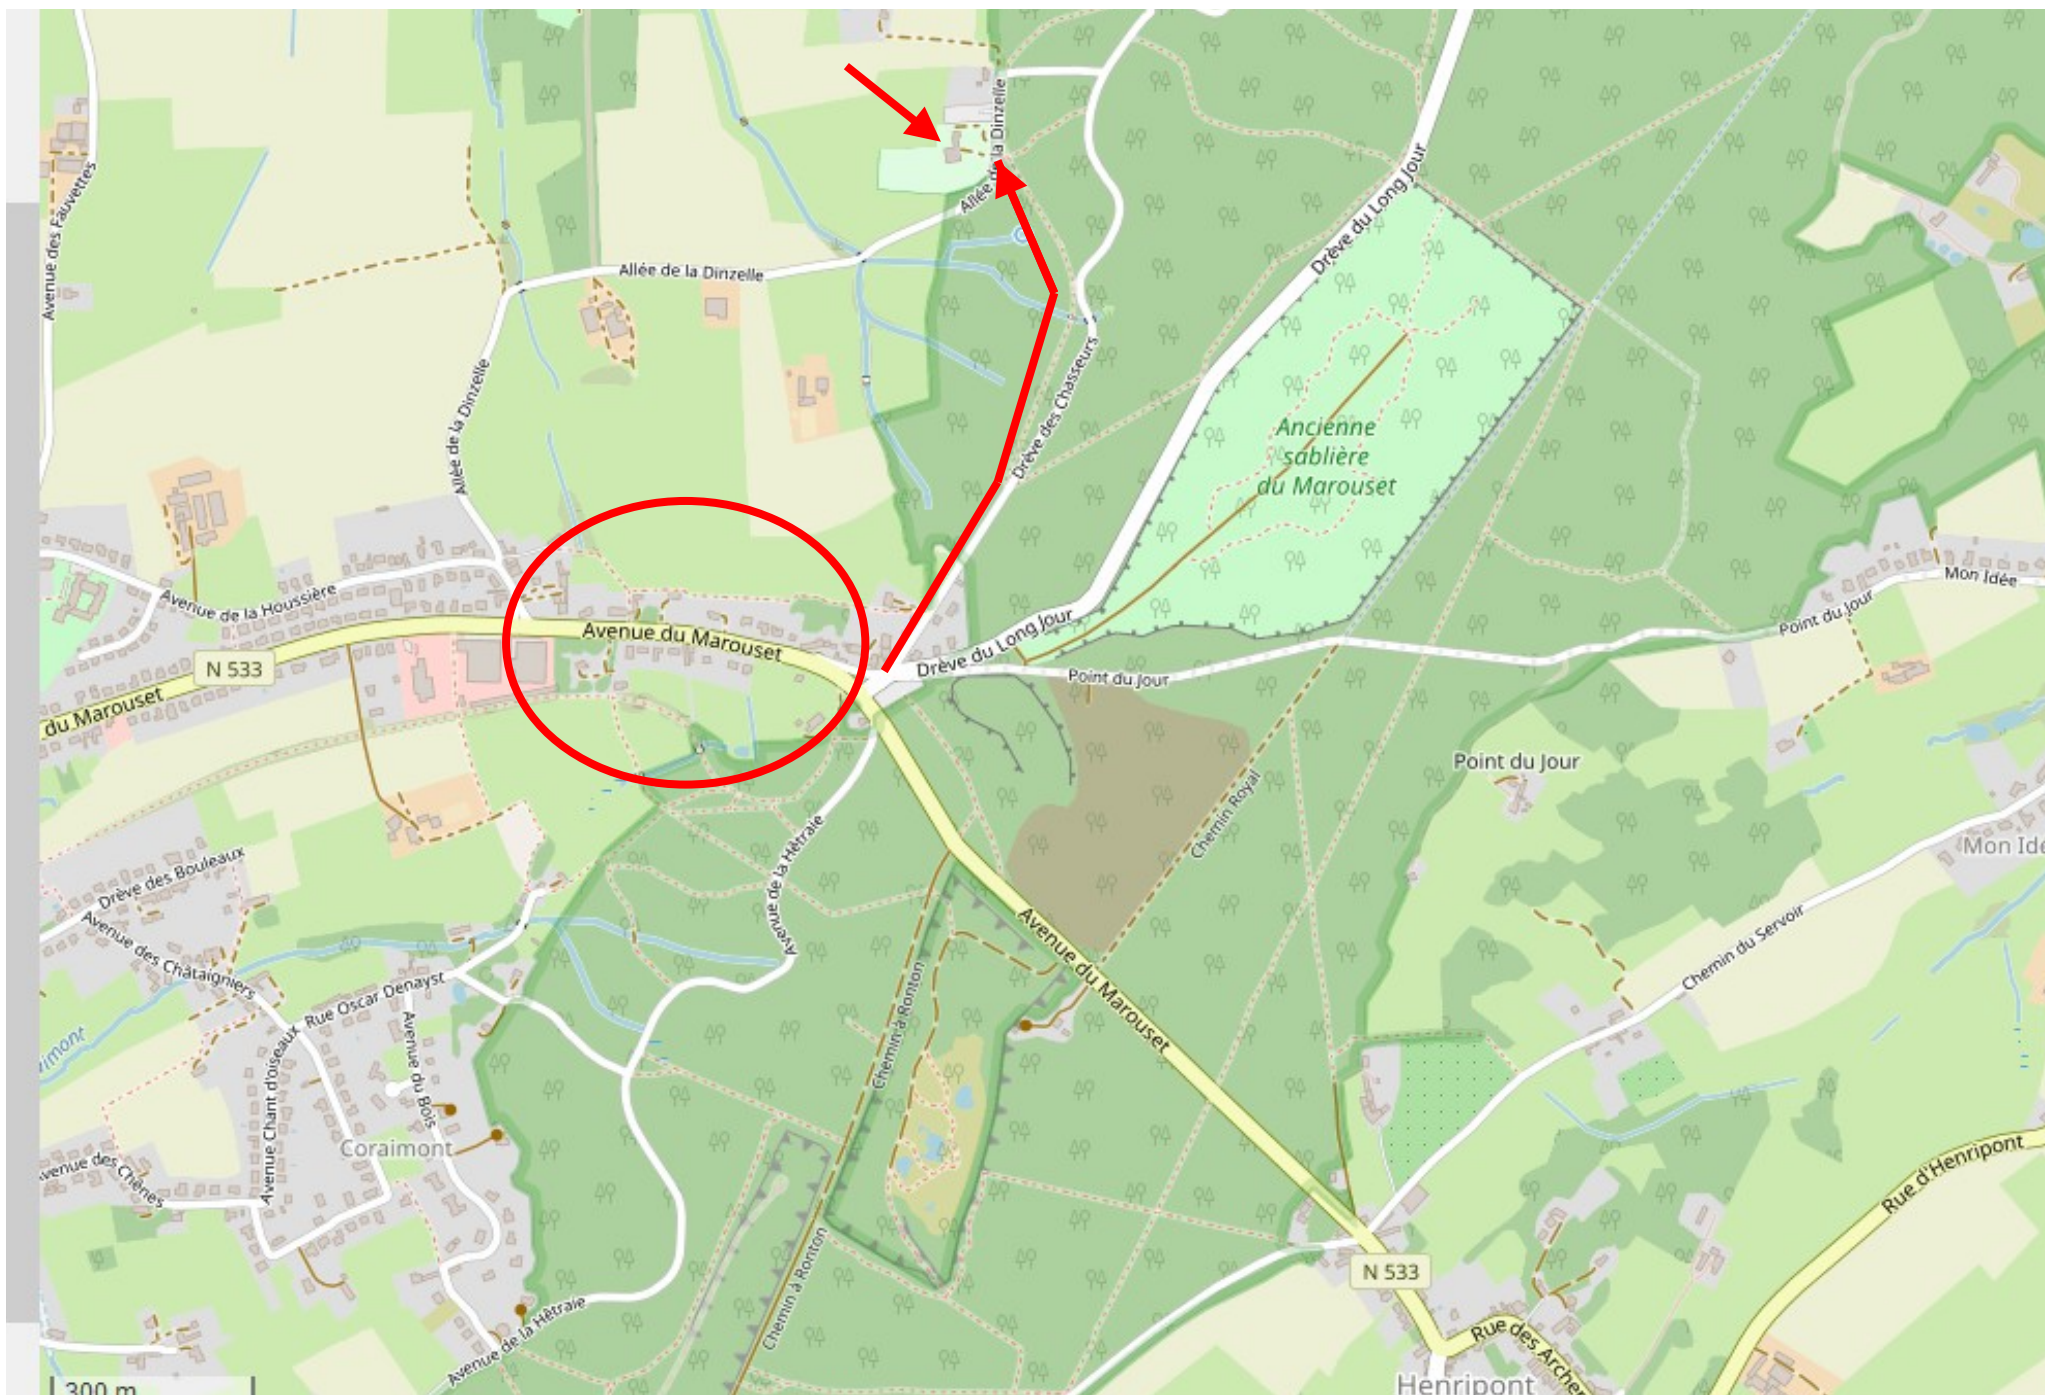 Avenue des Fauvettes
Allée de la Dinzelle
Allée de la Dinzelle
Allée de la Dinzelle
Drève du Long Jour
Drève des Chasseurs
Ancienne
sablière
du Marouset
Avenue de la Houssière
Avenue du Marouset
N 533
du Marouset
Drève du Long Jour
Point du Jour
Point du Jour
Mon Idée
Point du Jour
Chemin Royal
Mon Idé
Drève des Bouleaux
Avenue de la Hêtraie
Avenue des Châtaigniers
Rue Oscar Denayst
Avenue du Marouset
Chemin du Servoir
Chemin à Ronton
Avenue du Bois
Avenue Chant d'oiseaux
Coraimont
venue des Chênes
Rue d'Henripont
Chemin à Ronton
N 533
Avenue de la Hêtraie
Rue des Archer
Henripont
300 m